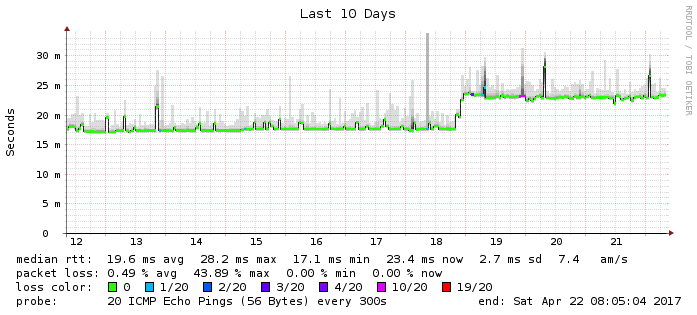 Last 10 Days
RRDTOOL / TOBI OETIKER
Seconds
30 m
25 m
20 m
15 m
10 m
5 m
0
12 13 14 15 16 17 18 19 20 21
median rtt: 19.6 ms avg 28.2 ms max 17.1 ms min 23.4 ms now 2.7 ms sd 7.4 am/s
packet loss: 0.49 % avg 43.89 % max 0.00 % min 0.00 % now
loss color: 0 1/20 2/20 3/20 4/20 10/20 19/20
probe: 20 ICMP Echo Pings (56 Bytes) every 300s end: Sat Apr 22 08:05:04 2017